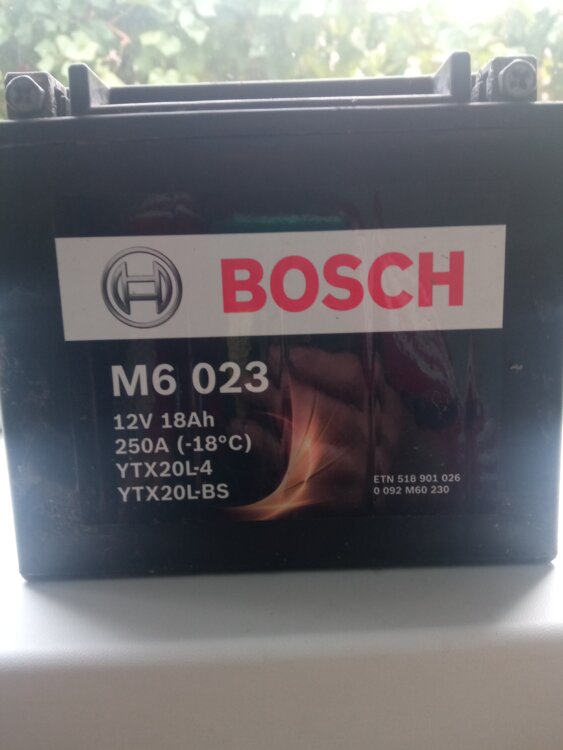 BOSCH
M6 023
12V 18Ah
250A (-18°C)
YTX20L-4
YTX20L-BS
ETN 518 901 026
0 092 M60 230